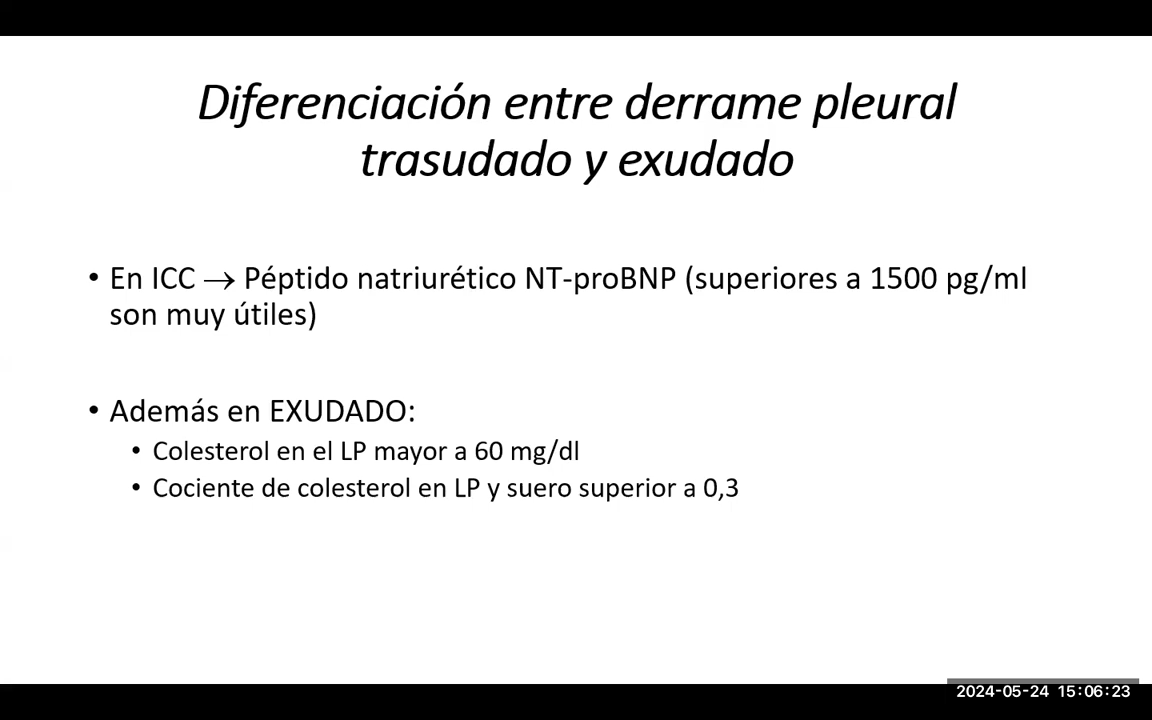 Diferenciación entre derrame pleural
trasudado y exudado
• En ICC → Péptido natriurético NT-proBNP (superiores a 1500 pg/ml
son muy útiles)
• Además en EXUDADO:
• Colesterol en el LP mayor a 60 mg/dl
• Cociente de colesterol en LP y suero superior a 0,3
2024-05-24 15:06:23